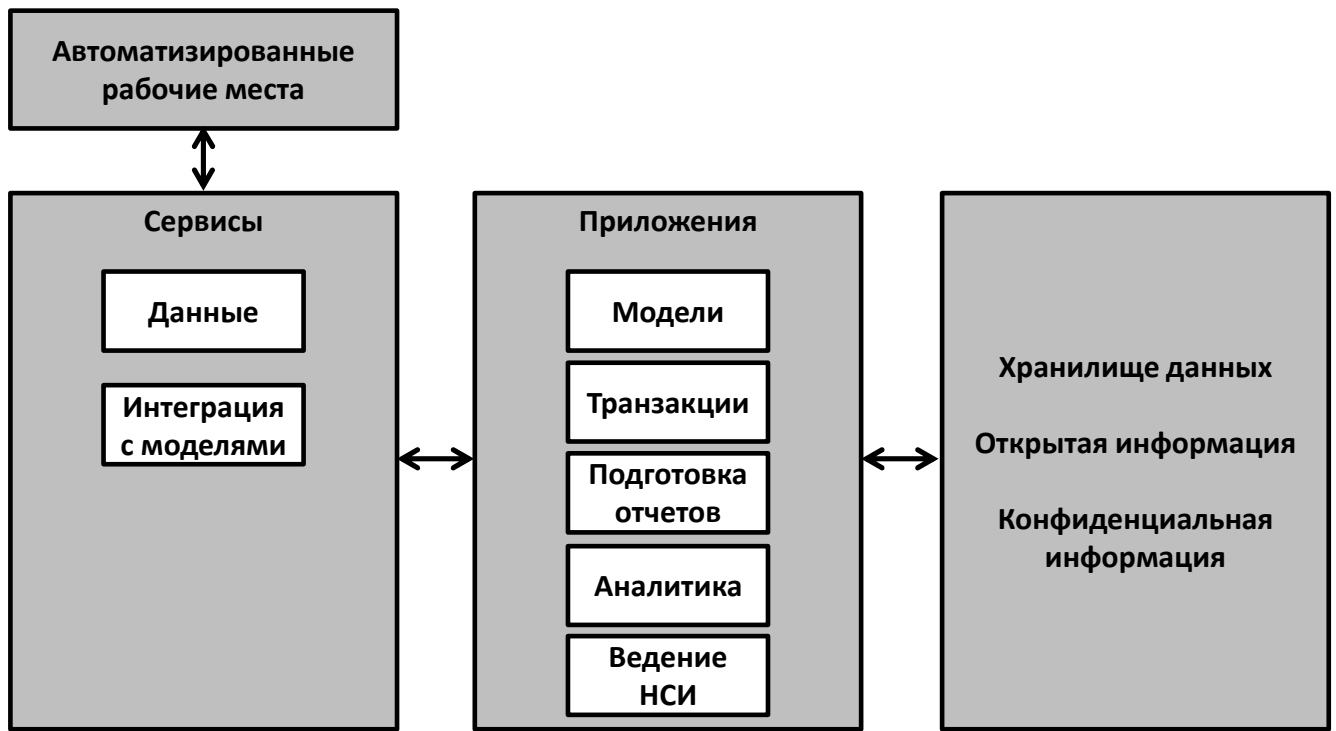 Автоматизированные
рабочие места
Сервисы
Данные
Интеграция
с моделями
Приложения
Модели
Транзакции
Подготовка
отчетов
Аналитика
Ведение
НСИ
Хранилище данных
Открытая информация
Конфиденциальная
информация